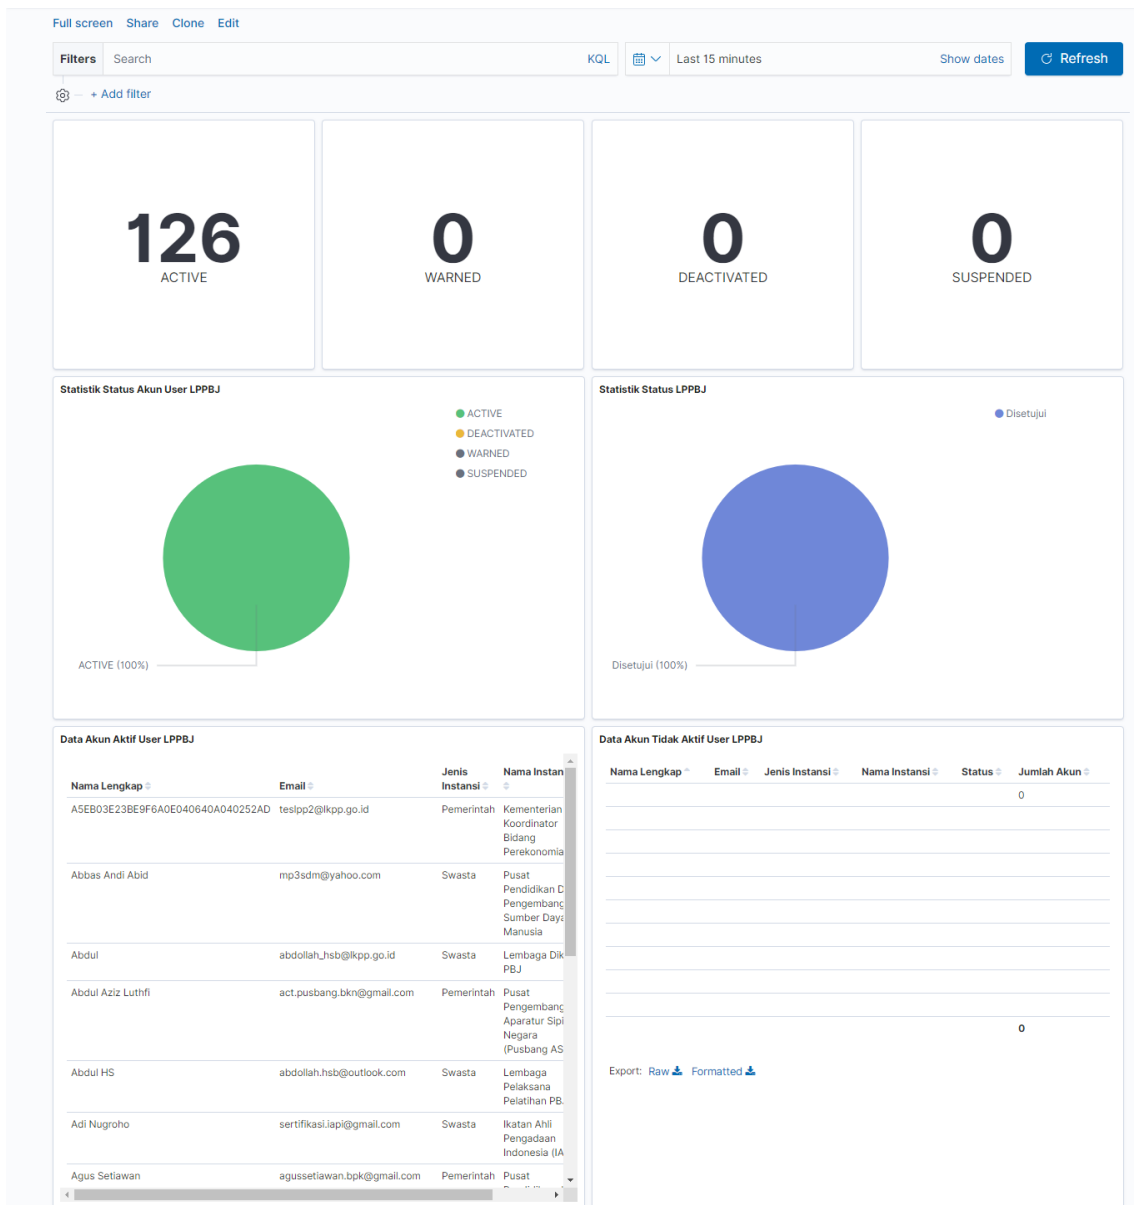 Full screen Share Clone Edit
Filters Search KQL Last 15 minutes Show dates Refresh
+ Add filter
126
ACTIVE
0
WARNED
0
DEACTIVATED
0
SUSPENDED
Statistik Status Akun User LPPBJ
ACTIVE
DEACTIVATED
WARNED
SUSPENDED
ACTIVE (100%)
Statistik Status LPPBJ
Disetujui
Disetujui (100%)
Data Akun Aktif User LPPBJ
Nama Lengkap Email Jenis Instansi Nama Instan
A5EB03E23BE9F6A0E040640A040252AD teslpp2@lkpp.go.id Pemerintah Kementerian
Koordinator
Bidang
Perekonomia
Abbas Andi Abid mp3sdm@yahoo.com Swasta Pusat
Pendidikan D
Pengembang
Sumber Daya
Manusia
Abdul abdollah_hsb@lkpp.go.id Swasta Lembaga Dik
PBJ
Abdul Aziz Luthfi act.pusbang.bkn@gmail.com Pemerintah Pusat
Pengembang
Aparatur Sipi
Negara
(Pusbang AS
Abdul HS abdollah.hsb@outlook.com Swasta Lembaga
Pelaksana
Pelatihan PB
Adi Nugroho sertifikasi.iapi@gmail.com Swasta Ikatan Ahli
Pengadaan
Indonesia (IA
Agus Setiawan agussetiawan.bpk@gmail.com Pemerintah Pusat
Data Akun Tidak Aktif User LPPBJ
Nama Lengkap Email Jenis Instansi Nama Instansi Status Jumlah Akun
0
0
Export: Raw Formatted